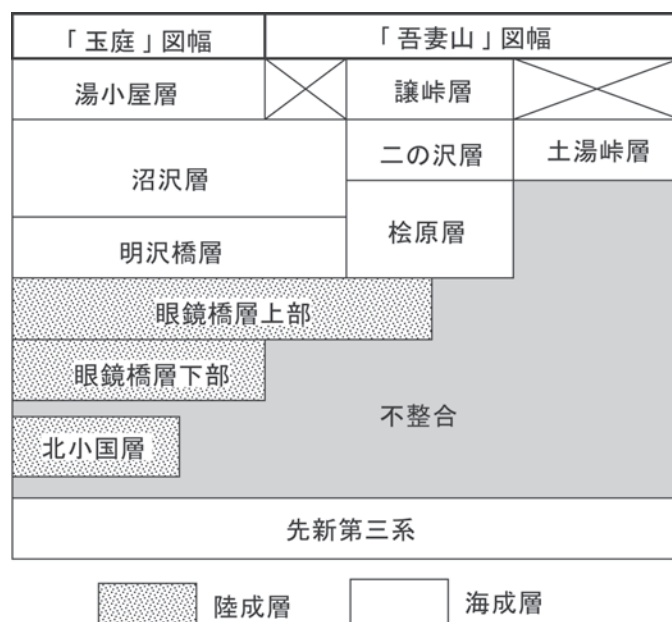 「玉庭」図幅
「吾妻山」図幅
湯小屋層
譲峠層
沼沢層
二の沢層
土湯峠層
明沢橋層
桧原層
眼鏡橋層上部
眼鏡橋層下部
不整合
北小国層
先新第三系
陸成層
海成層